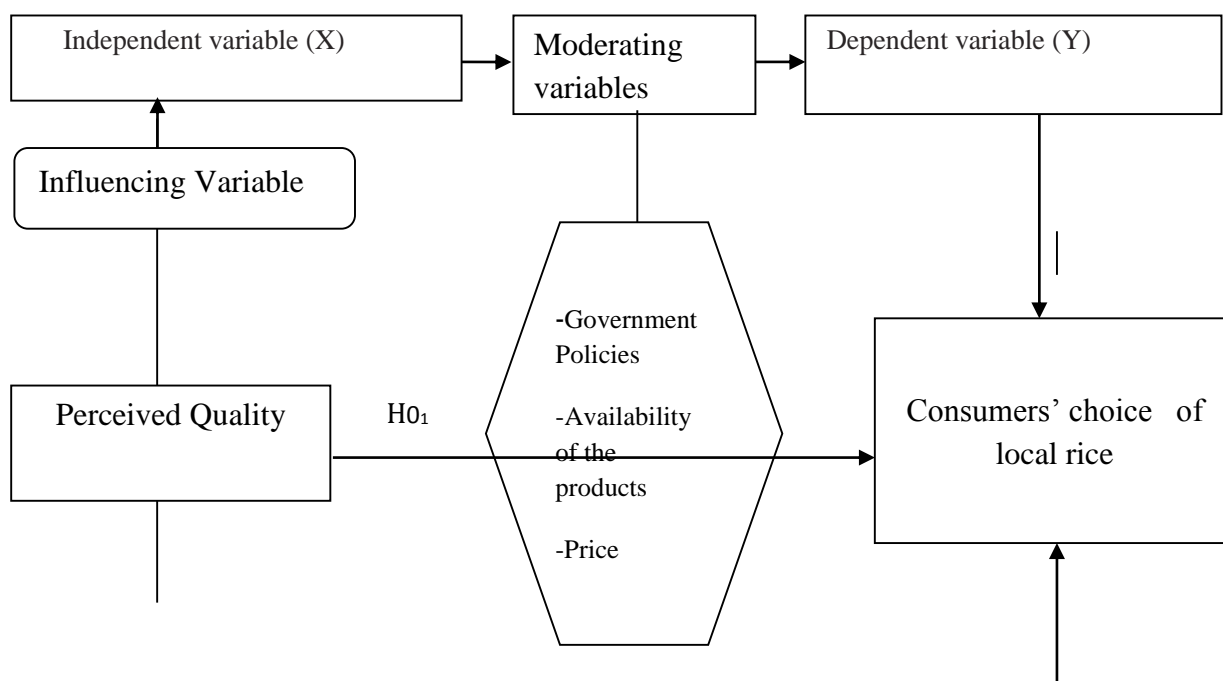 Independent variable (X)
Moderating
variables
Dependent variable (Y)
Influencing Variable
-Government
Policies
Perceived Quality
H0₁
-Availability
of the
products
-Price
Consumers’ choice of
local rice